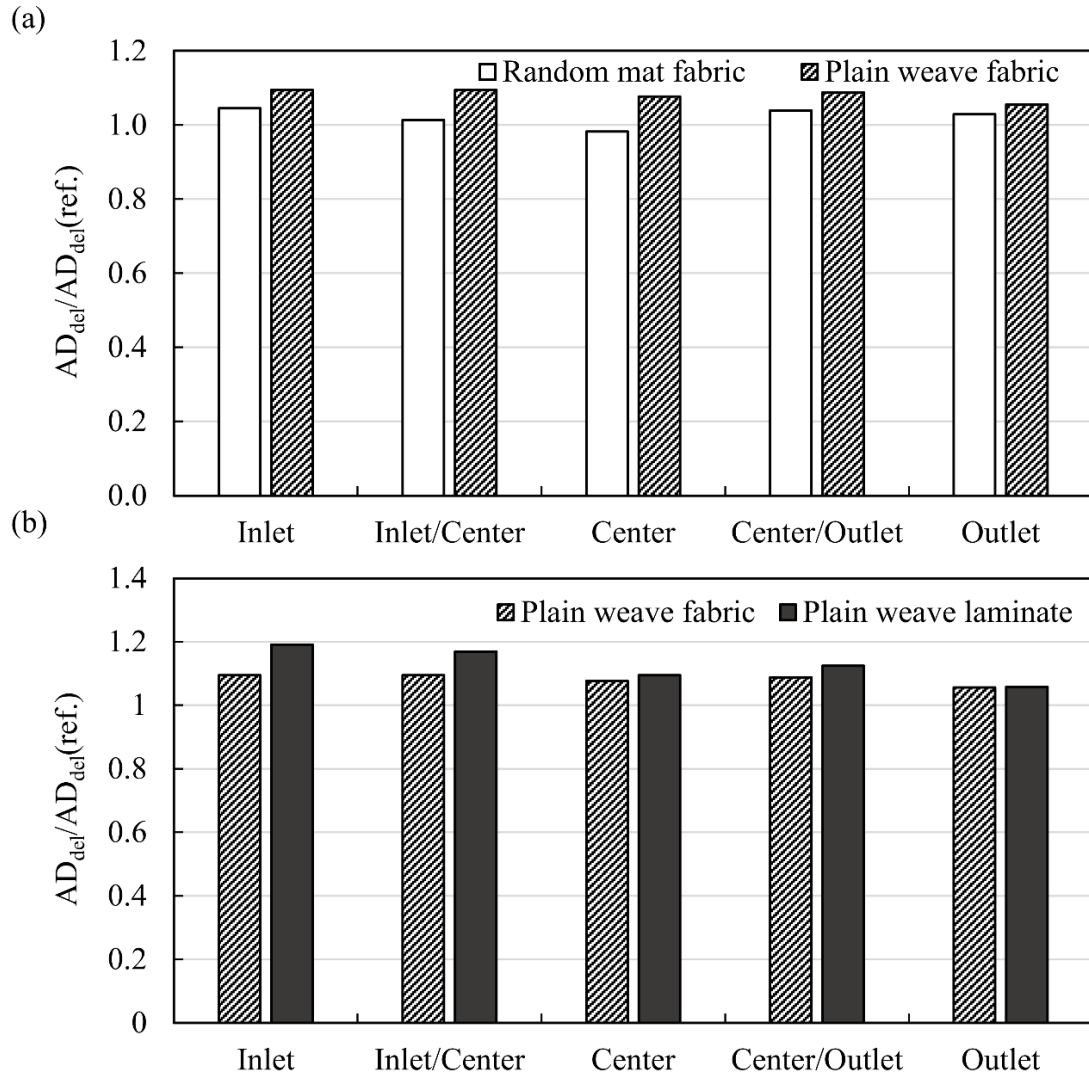 (a)
1.2
1.0
0.8
0.6
0.4
0.2
0.0
AD_del/AD_del(ref.)
Random mat fabric Plain weave fabric
Inlet Inlet/Center Center Center/Outlet Outlet
(b)
1.4
1.2
1
0.8
0.6
0.4
0.2
0
AD_del/AD_del(ref.)
Plain weave fabric Plain weave laminate
Inlet Inlet/Center Center Center/Outlet Outlet